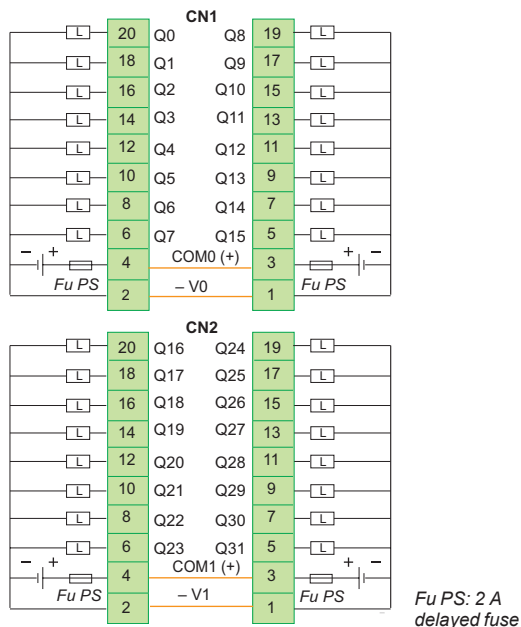 CN1
L 20 Q0 Q8 19 L
L 18 Q1 Q9 17 L
L 16 Q2 Q10 15 L
L 14 Q3 Q11 13 L
L 12 Q4 Q12 11 L
L 10 Q5 Q13 9 L
L 8 Q6 Q14 7 L
L 6 Q7 Q15 5 L
– + 4 COM0 (+) 3 + –
Fu PS 2 – V0 1 Fu PS
CN2
L 20 Q16 Q24 19 L
L 18 Q17 Q25 17 L
L 16 Q18 Q26 15 L
L 14 Q19 Q27 13 L
L 12 Q20 Q28 11 L
L 10 Q21 Q29 9 L
L 8 Q22 Q30 7 L
L 6 Q23 Q31 5 L
– + 4 COM1 (+) 3 + –
Fu PS 2 – V1 1 Fu PS
Fu PS: 2 A
delayed fuse